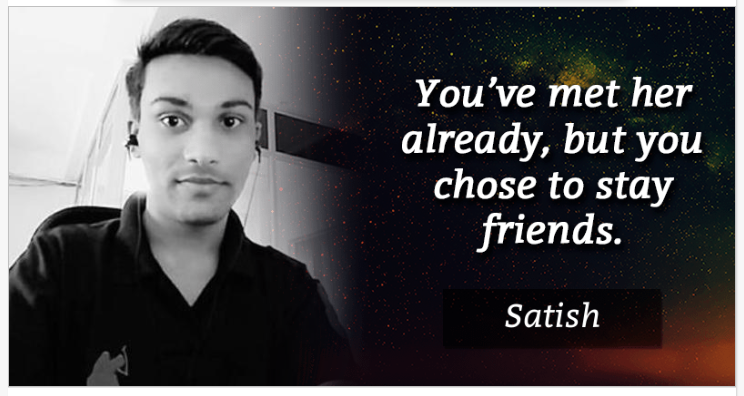 You’ve met her
already, but you
chose to stay
friends.
Satish